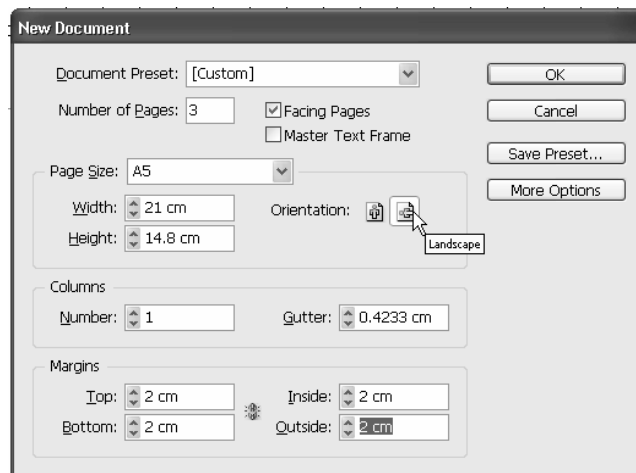 New Document
Document Preset: [Custom]
OK
Number of Pages: 3
Facing Pages
Cancel
Master Text Frame
Save Preset...
Page Size: A5
More Options
Width: 21 cm
Orientation:
Height: 14.8 cm
Landscape
Columns
Number: 1
Gutter: 0.4233 cm
Margins
Top: 2 cm
Inside: 2 cm
Bottom: 2 cm
Outside: 2 cm